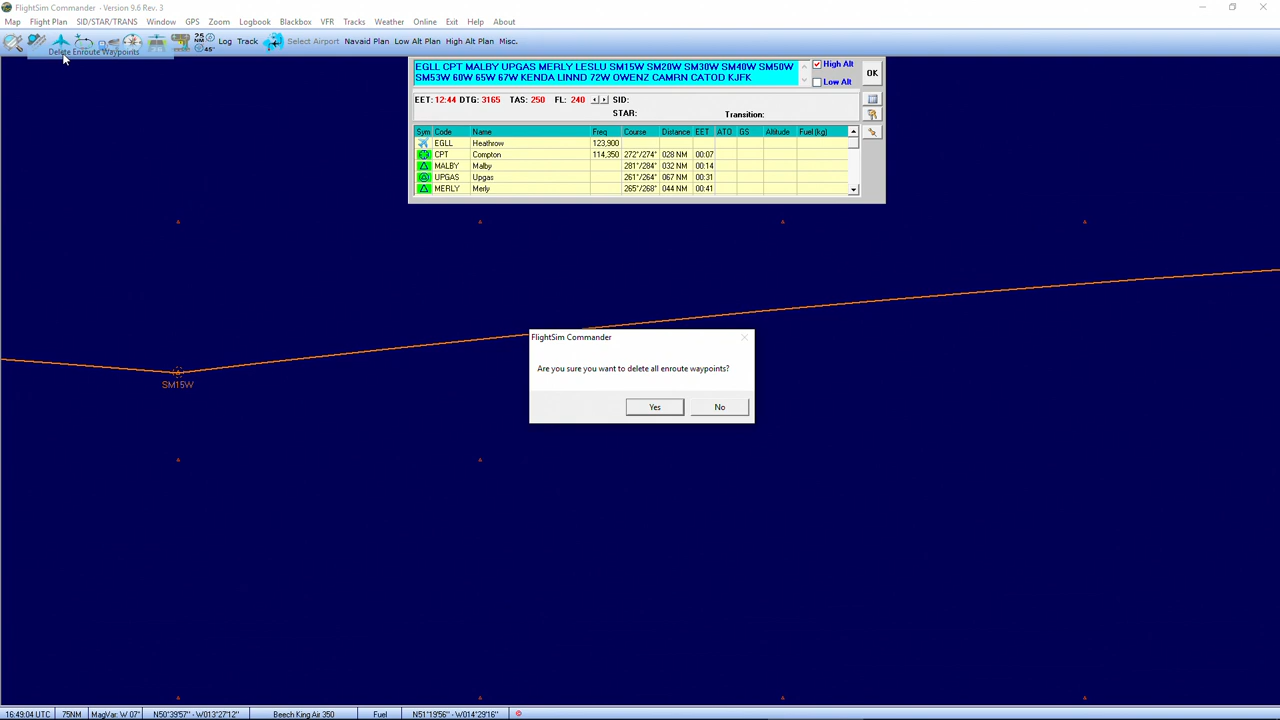 FlightSim Commander - Version 9.6 Rev. 3
Map Flight Plan SID/STAR/TRANS Window GPS Zoom Logbook Blackbox VFR Tracks Weather Online Exit Help About
25 NM 45° Log Track Select Airport Navaid Plan Low Alt Plan High Alt Plan Misc.
Delete Enroute Waypoints
EGLL CPT MALBY UPGAS MERLY LESLU SM15W SM20W SM30W SM40W SM50W
SM53W 60W 65W 67W KENDA LINND 72W OWENZ CAMRN CATOD KJFK
High Alt
Low Alt
OK
EET: 12:44 DTG: 3165 TAS: 250 FL: 240 SID:
STAR: Transition:
Sym Code Name Freq Course Distance EET ATO GS Altitude Fuel (kg)
EGLL Heathrow 123,900
CPT Compton 114,350 272°/274° 028 NM 00:07
MALBY Malby 281°/284° 032 NM 00:14
UPGAS Upgas 261°/264° 067 NM 00:31
MERLY Merly 265°/268° 044 NM 00:41
FlightSim Commander
Are you sure you want to delete all enroute waypoints?
Yes No
SM15W
16:49:04 UTC 75NM MagVar: W 07° N50°39'57" - W013°27'12" Beech King Air 350 Fuel N51°19'56" - W014°29'16"